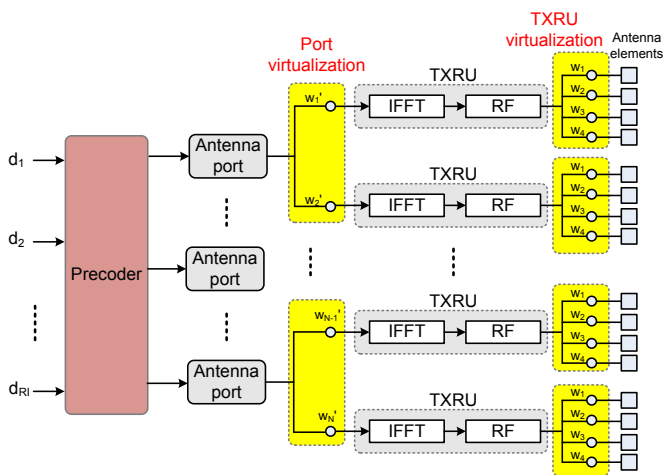 Port
virtualization
TXRU
virtualization
Antenna
elements
d1
d2
dRI
Precoder
Antenna
port
Antenna
port
Antenna
port
w1'
w2'
wN-1'
wN'
TXRU
IFFT
RF
w1
w2
w3
w4
TXRU
IFFT
RF
w1
w2
w3
w4
TXRU
IFFT
RF
w1
w2
w3
w4
TXRU
IFFT
RF
w1
w2
w3
w4